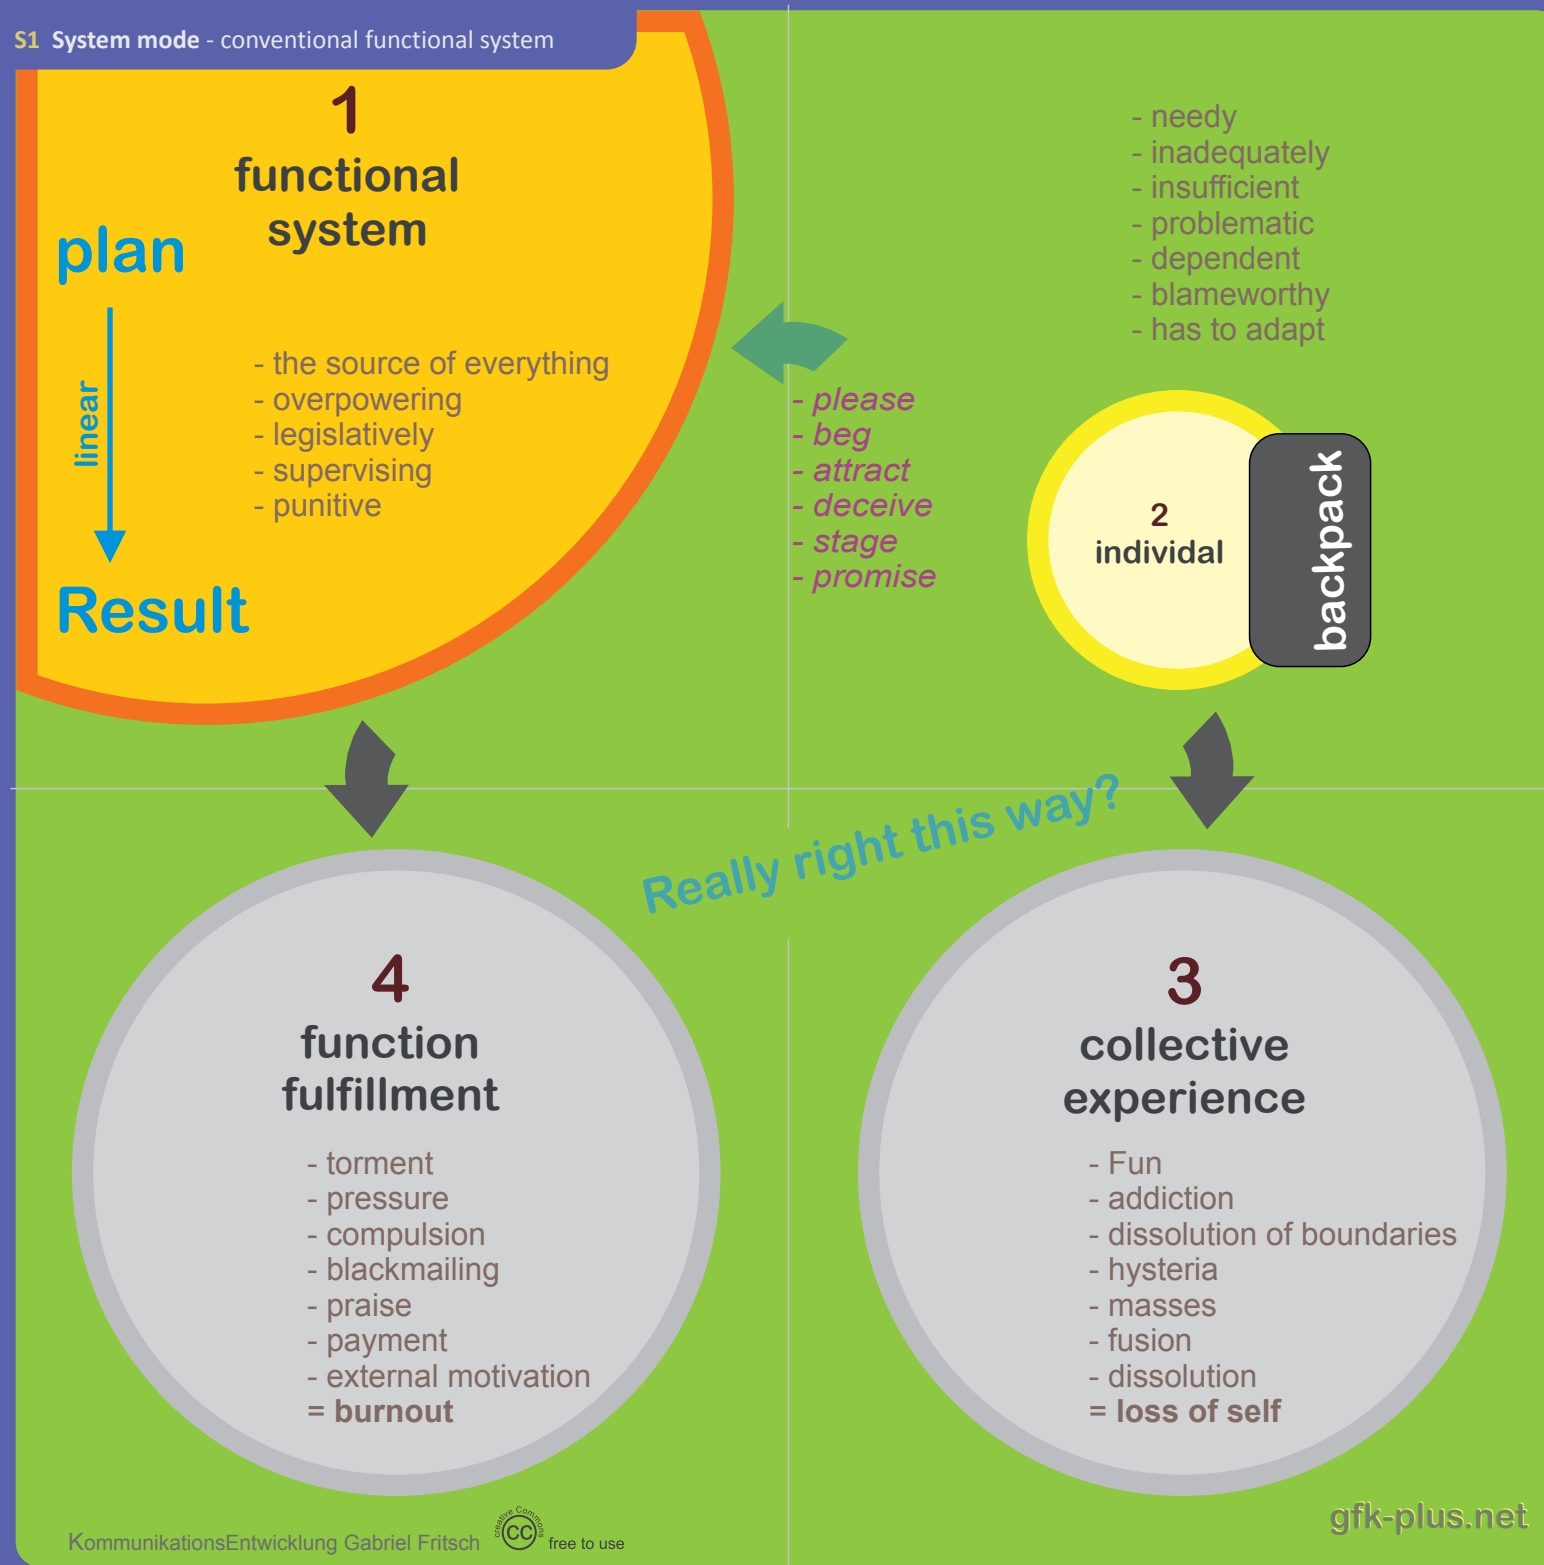 S1 System mode - conventional functional system
1
functional
system
plan
linear
Result
- the source of everything
- overpowering
- legislatively
- supervising
- punitive
- needy
- inadequately
- insufficient
- problematic
- dependent
- blameworthy
- has to adapt
- please
- beg
- attract
- deceive
- stage
- promise
2
individal
backpack
Really right this way?
4
function
fulfillment
- torment
- pressure
- compulsion
- blackmailing
- praise
- payment
- external motivation
= burnout
3
collective
experience
- Fun
- addiction
- dissolution of boundaries
- hysteria
- masses
- fusion
- dissolution
= loss of self
KommunikationsEntwicklung Gabriel Fritsch
creative Commons
CC
free to use
gfk-plus.net